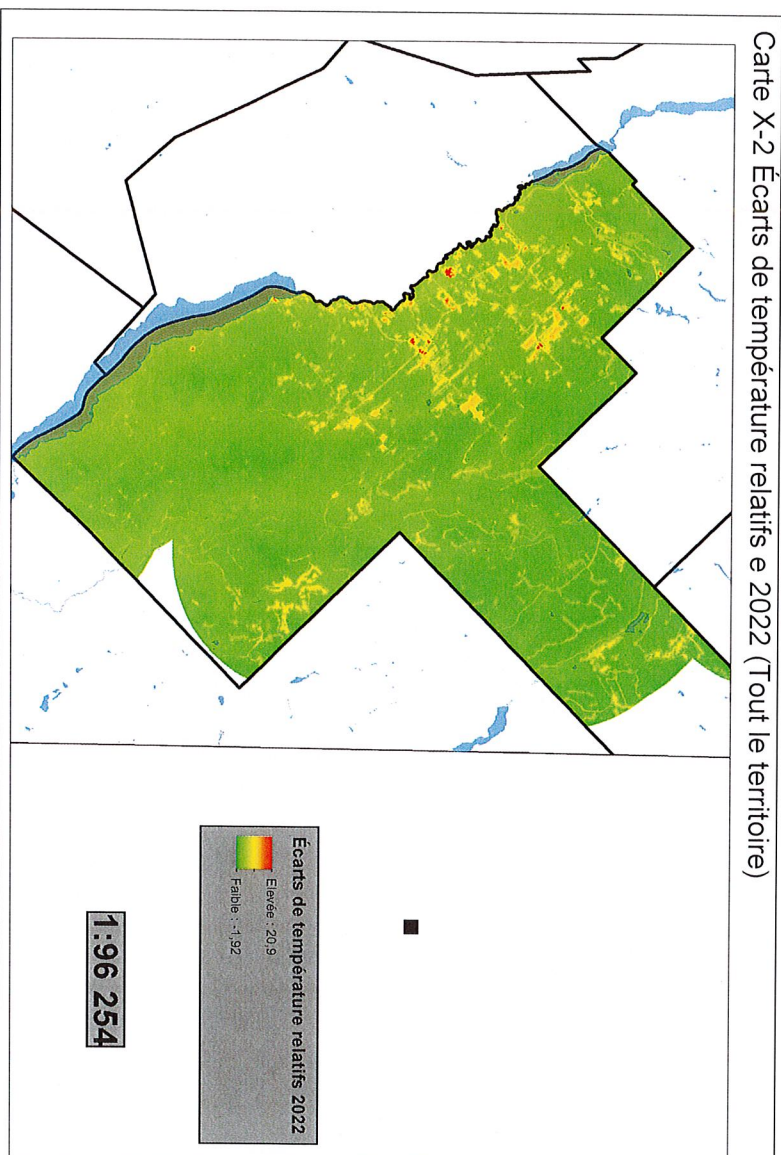 Carte X-2 Écarts de température relatifs e 2022 (Tout le territoire)
Écarts de température relatifs 2022
Elevée : 20,9
Faible : -1,92
1:96 254